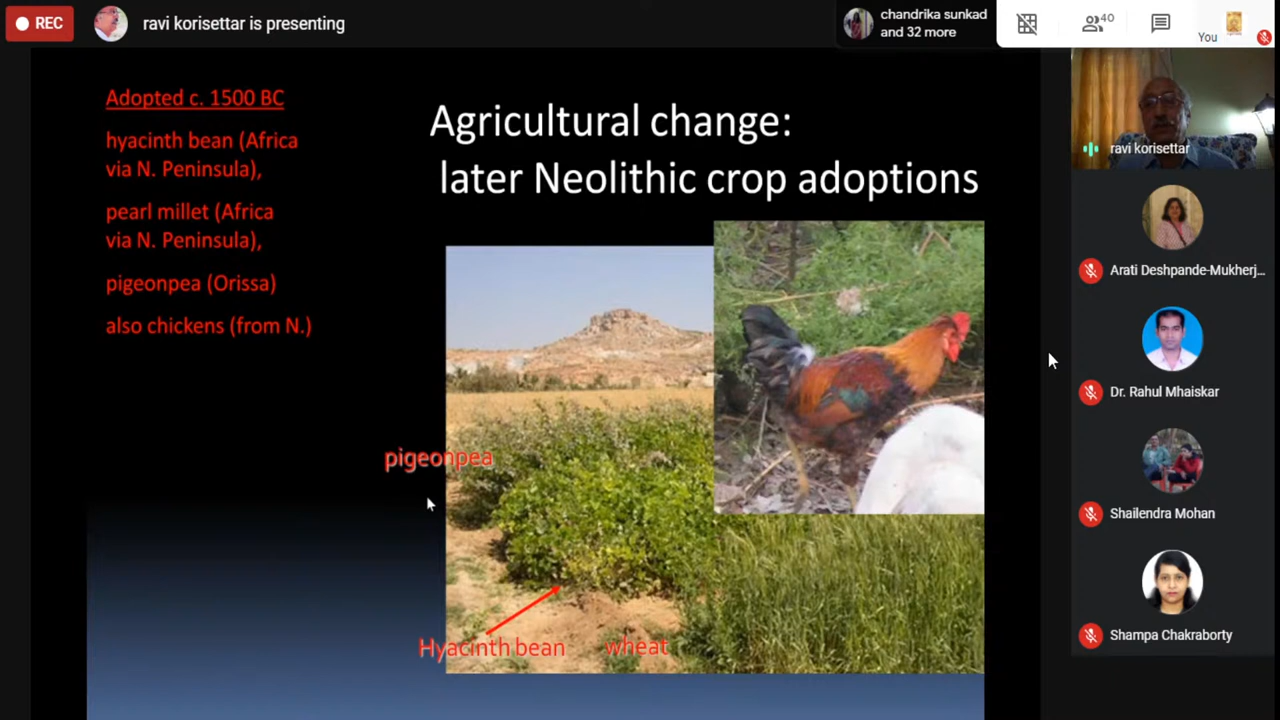 REC
ravi korisettar is presenting
chandrika sunkad
and 32 more
40
You
Adopted c. 1500 BC
hyacinth bean (Africa
via N. Peninsula),
pearl millet (Africa
via N. Peninsula),
pigeonpea (Orissa)
also chickens (from N.)
Agricultural change:
later Neolithic crop adoptions
pigeonpea
Hyacinth bean
wheat
ravi korisettar
Arati Deshpande-Mukherj...
Dr. Rahul Mhaiskar
Shailendra Mohan
Shampa Chakraborty